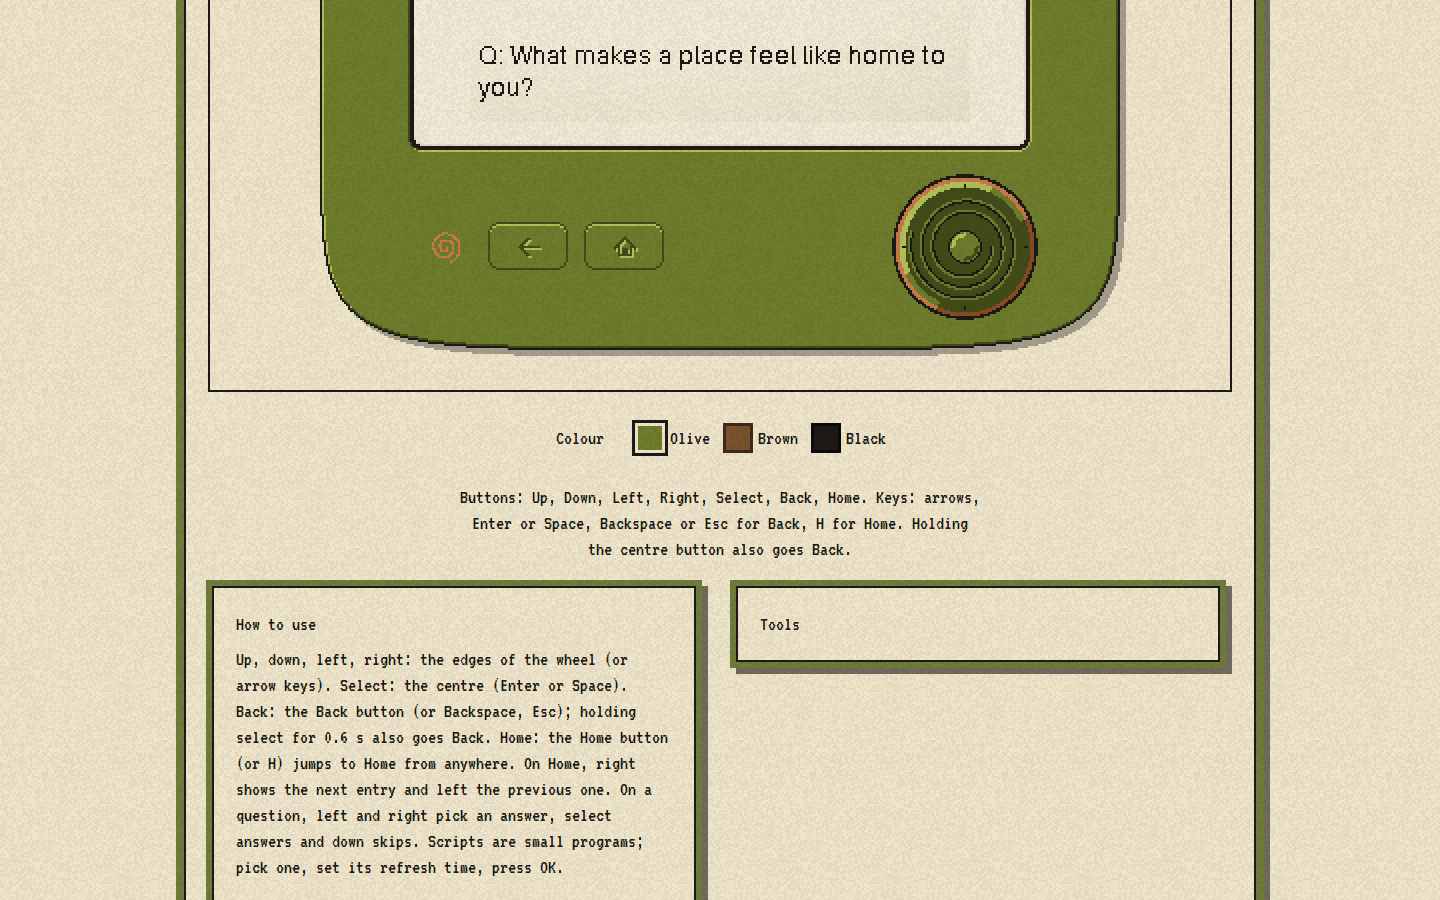 Q: What makes a place feel like home to
you?
Colour Olive Brown Black
Buttons: Up, Down, Left, Right, Select, Back, Home. Keys: arrows,
Enter or Space, Backspace or Esc for Back, H for Home. Holding
the centre button also goes Back.
How to use
Up, down, left, right: the edges of the wheel (or
arrow keys). Select: the centre (Enter or Space).
Back: the Back button (or Backspace, Esc); holding
select for 0.6 s also goes Back. Home: the Home button
(or H) jumps to Home from anywhere. On Home, right
shows the next entry and left the previous one. On a
question, left and right pick an answer, select
answers and down skips. Scripts are small programs;
pick one, set its refresh time, press OK.
Tools